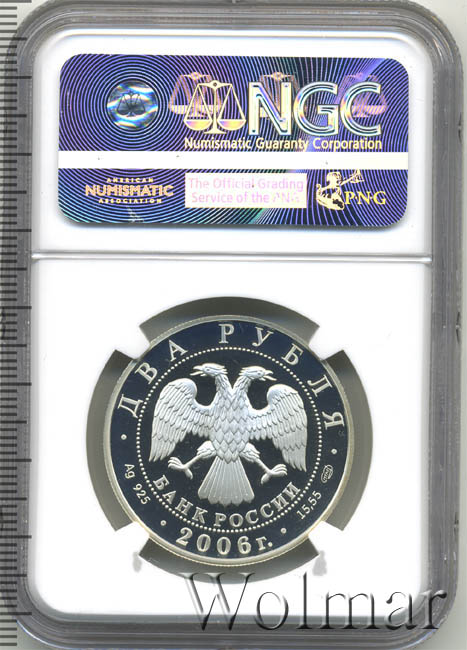 NGC
Numismatic Guaranty Corporation
AMERICAN
NUMISMATIC
ASSOCIATION
The Official Grading
Service of the PNG
PNG
· ДВА РУБЛЯ ·
Ag 925
БАНК РОССИИ
15,55
· 2006 г. ·
Wolmar